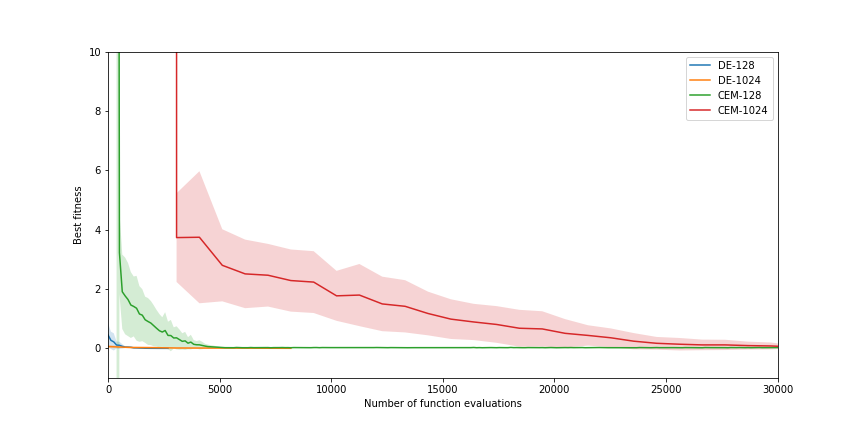 10
8
6
4
2
0
Best fitness
0 5000 10000 15000 20000 25000 30000
Number of function evaluations
DE-128
DE-1024
CEM-128
CEM-1024